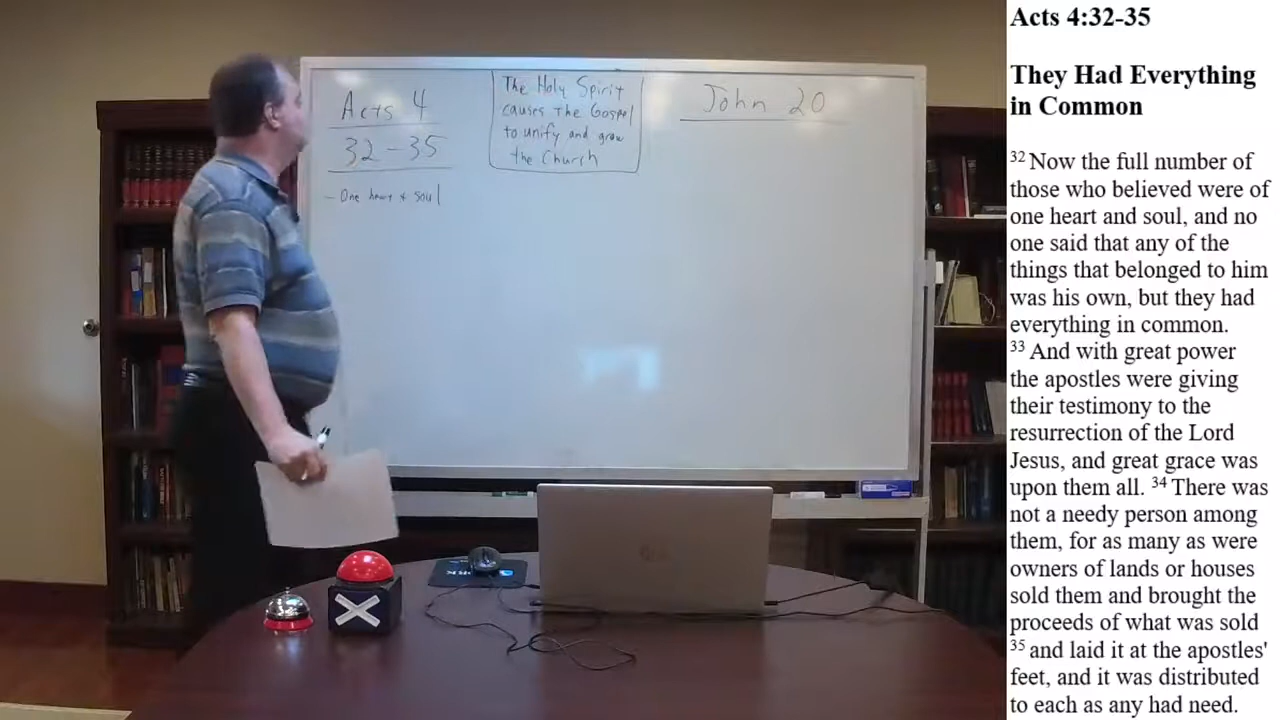 Acts 4
32 - 35
- One heart & soul
The Holy Spirit
causes the Gospel
to unify and grow
the Church
John 20
Acts 4:32-35
They Had Everything
in Common
32 Now the full number of
those who believed were of
one heart and soul, and no
one said that any of the
things that belonged to him
was his own, but they had
everything in common.
33 And with great power
the apostles were giving
their testimony to the
resurrection of the Lord
Jesus, and great grace was
upon them all. 34 There was
not a needy person among
them, for as many as were
owners of lands or houses
sold them and brought the
proceeds of what was sold
35 and laid it at the apostles'
feet, and it was distributed
to each as any had need.